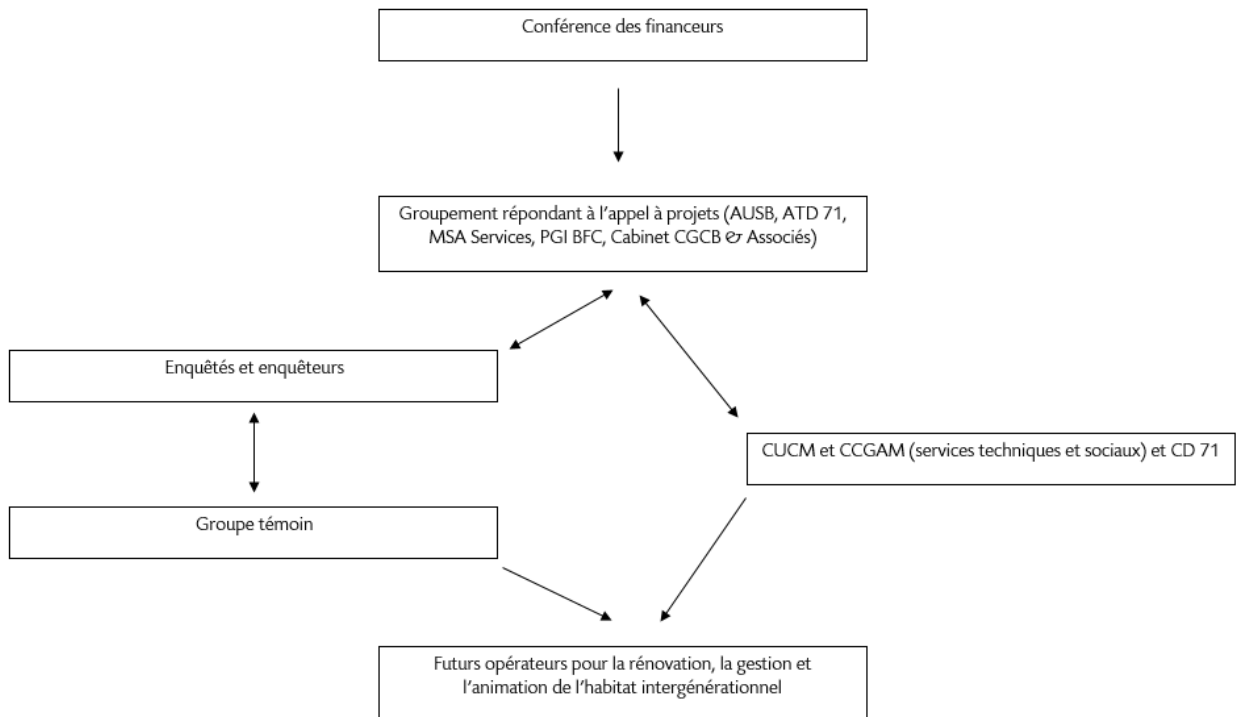 Conférence des financeurs
Groupement répondant à l'appel à projets (AUSB, ATD 71,
MSA Services, PGI BFC, Cabinet CGCB & Associés)
Enquêtés et enquêteurs
CUCM et CCGAM (services techniques et sociaux) et CD 71
Groupe témoin
Futurs opérateurs pour la rénovation, la gestion et
l'animation de l'habitat intergénérationnel